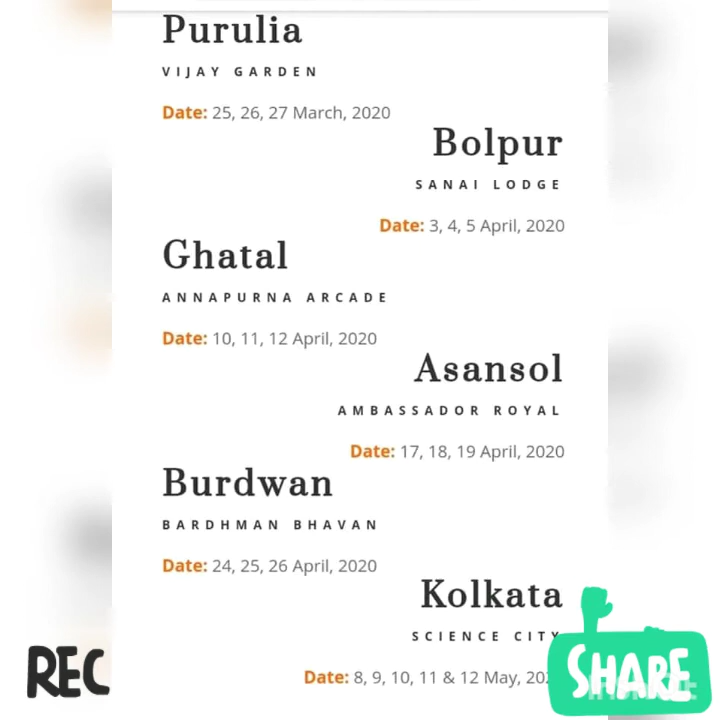 Purulia
VIJAY GARDEN
Date: 25, 26, 27 March, 2020
Bolpur
SANAI LODGE
Date: 3, 4, 5 April, 2020
Ghatal
ANNAPURNA ARCADE
Date: 10, 11, 12 April, 2020
Asansol
AMBASSADOR ROYAL
Date: 17, 18, 19 April, 2020
Burdwan
BARDHMAN BHAVAN
Date: 24, 25, 26 April, 2020
Kolkata
SCIENCE CITY
Date: 8, 9, 10, 11 & 12 May,
REC
SHARE